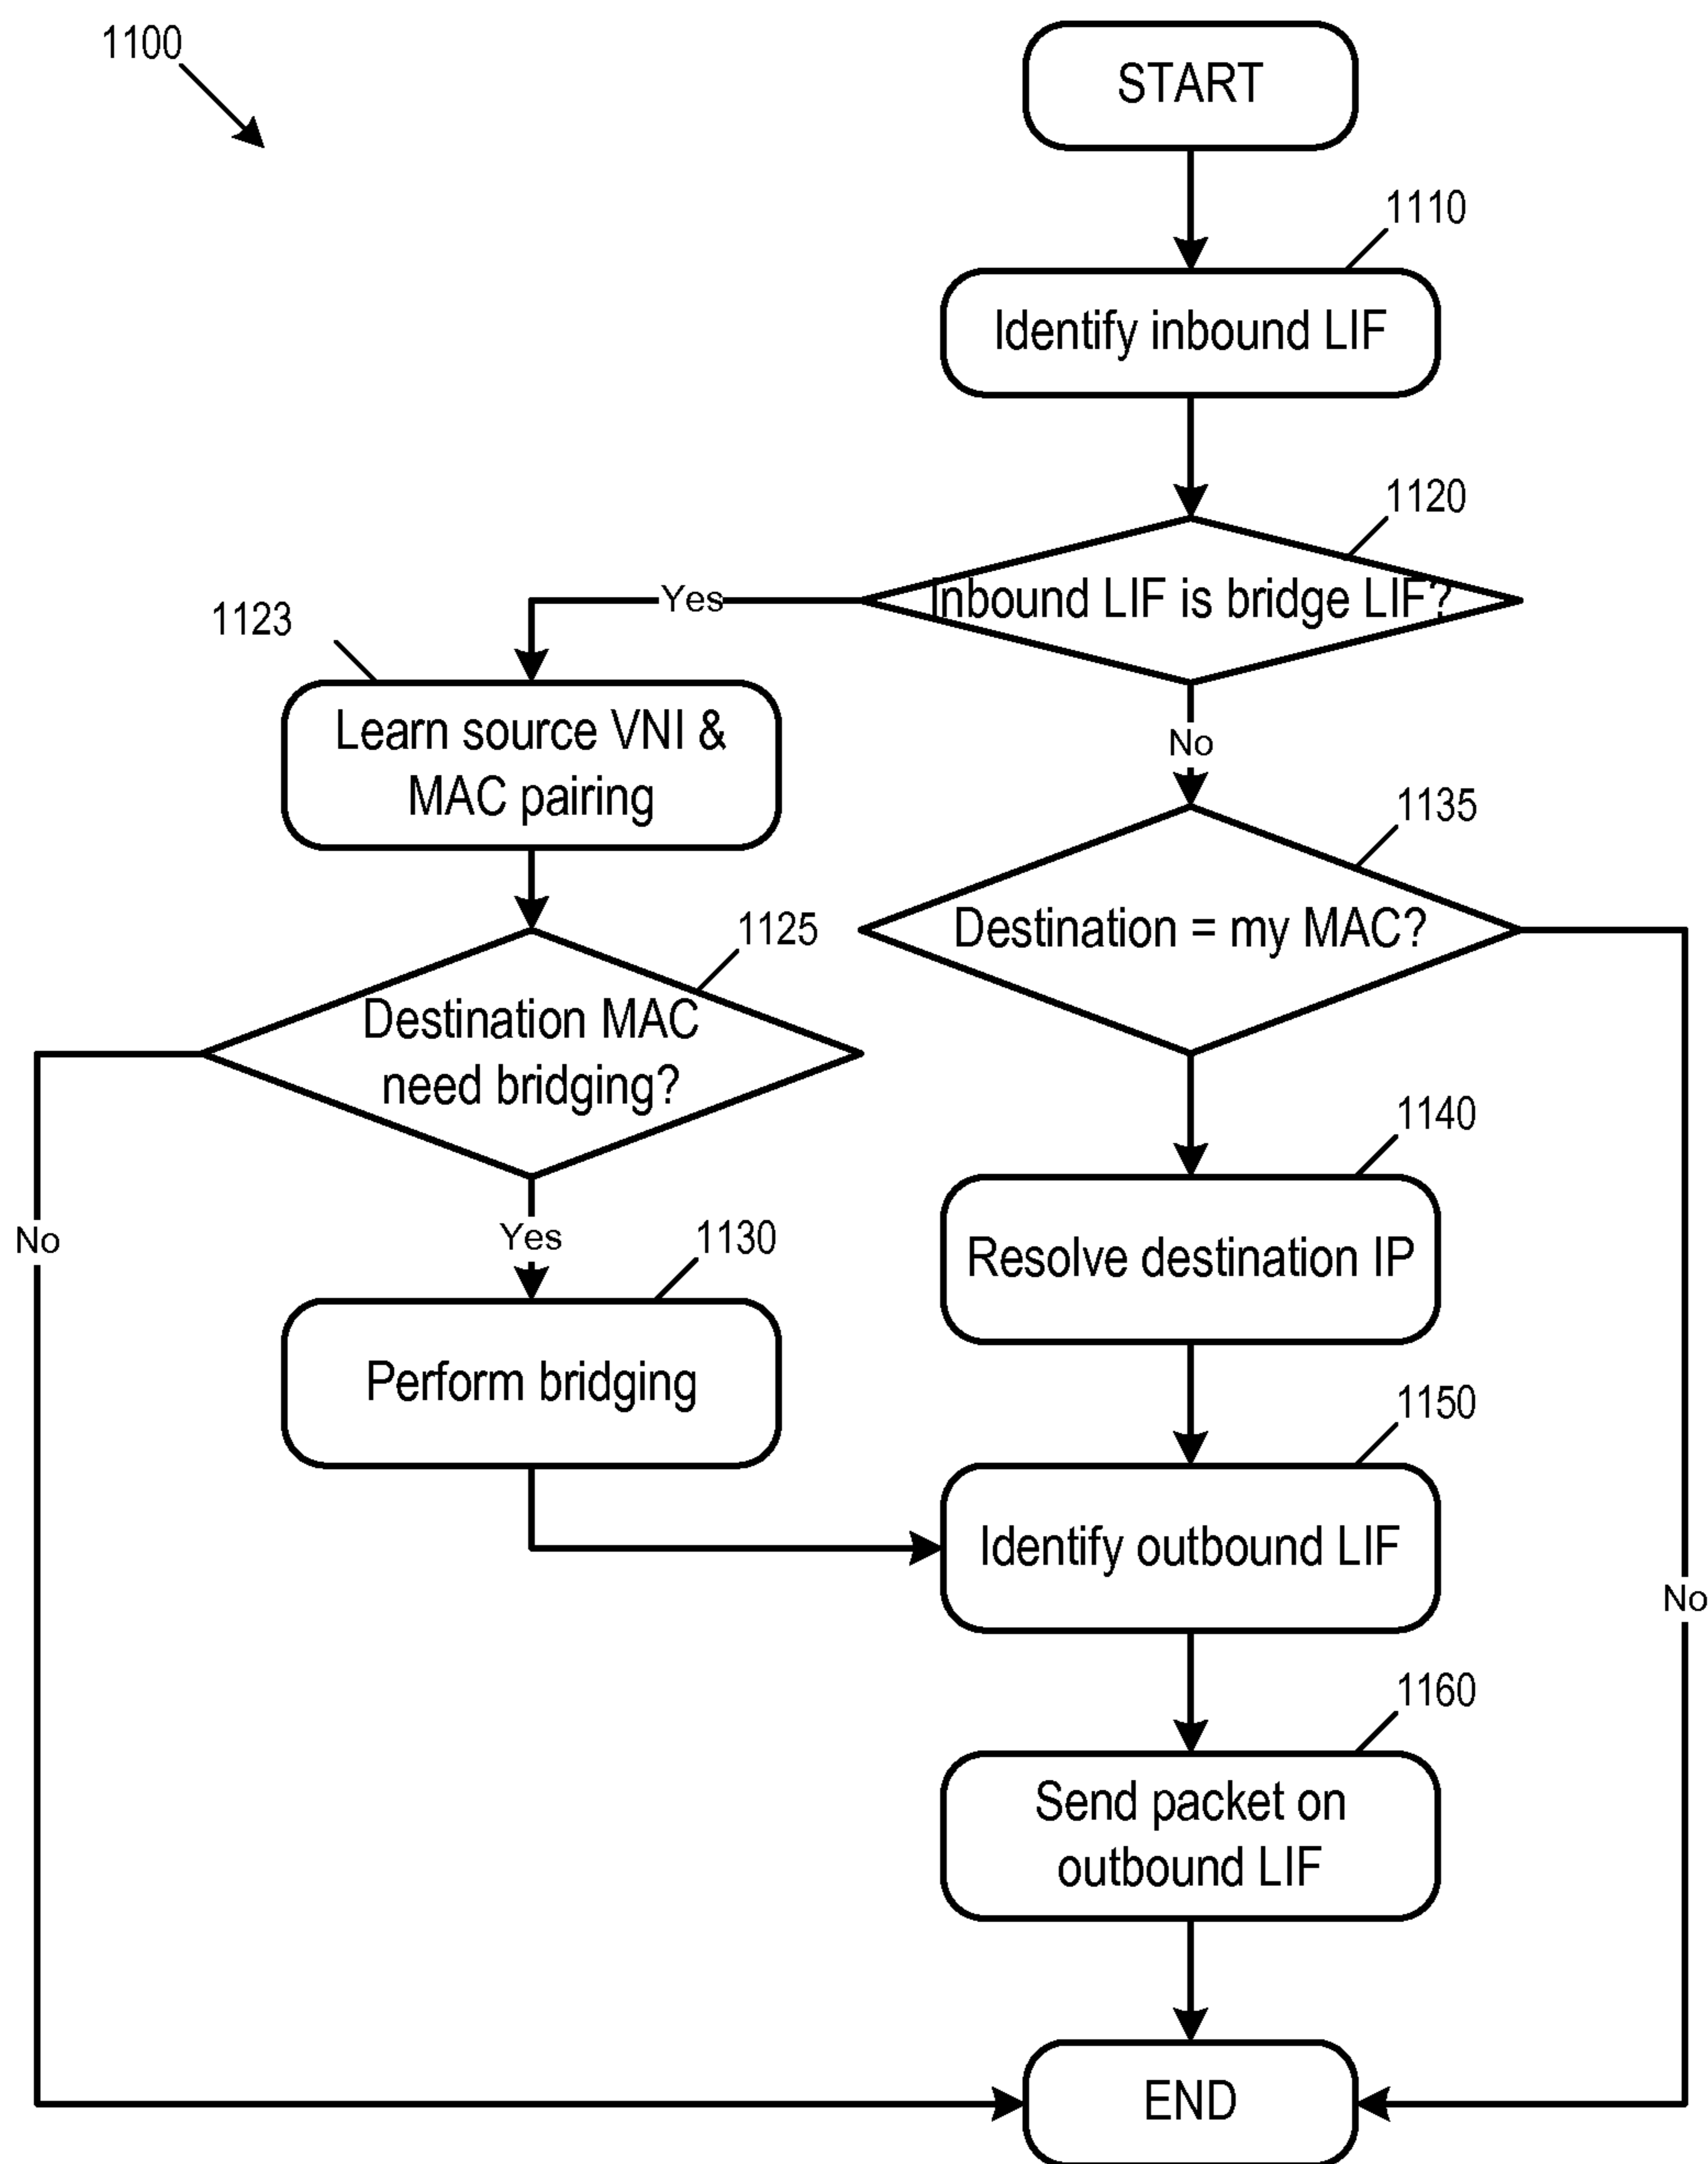 1100
START
1110
Identify inbound LIF
1120
Inbound LIF is bridge LIF?
Yes
1123
Learn source VNI &
MAC pairing
No
1135
Destination = my MAC?
1125
Destination MAC
need bridging?
1140
Resolve destination IP
No
Yes
1130
Perform bridging
1150
Identify outbound LIF
No
1160
Send packet on
outbound LIF
END